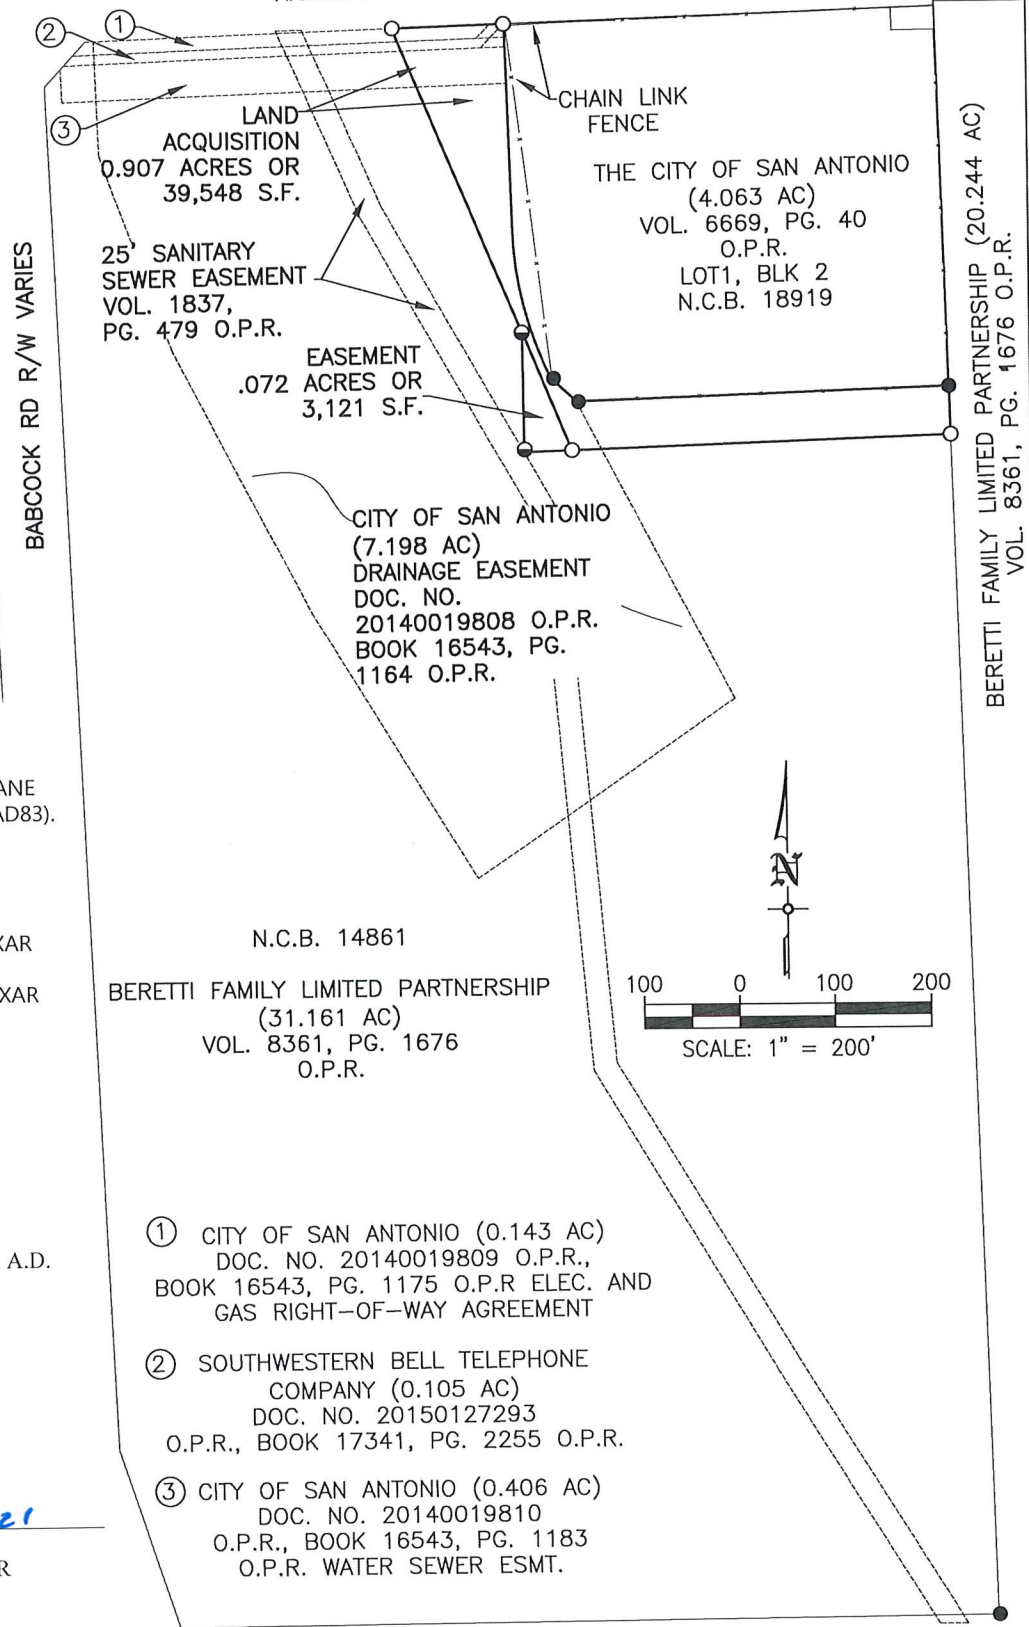 ①
②
③
CHAIN LINK
FENCE
LAND
ACQUISITION
0.907 ACRES OR
39,548 S.F.
THE CITY OF SAN ANTONIO
(4.063 AC)
VOL. 6669, PG. 40
O.P.R.
LOT1, BLK 2
N.C.B. 18919
25' SANITARY
SEWER EASEMENT
VOL. 1837,
PG. 479 O.P.R.
BABCOCK RD R/W VARIES
BERETTI FAMILY LIMITED PARTNERSHIP (20.244 AC)
VOL. 8361, PG. 1676 O.P.R.
EASEMENT
.072 ACRES OR
3,121 S.F.
CITY OF SAN ANTONIO
(7.198 AC)
DRAINAGE EASEMENT
DOC. NO.
20140019808 O.P.R.
BOOK 16543, PG.
1164 O.P.R.
ANE
AD83).
N
XAR
XAR
N.C.B. 14861
BERETTI FAMILY LIMITED PARTNERSHIP
(31.161 AC)
VOL. 8361, PG. 1676
O.P.R.
100 0 100 200
SCALE: 1" = 200'
A.D.
① CITY OF SAN ANTONIO (0.143 AC)
DOC. NO. 20140019809 O.P.R.,
BOOK 16543, PG. 1175 O.P.R ELEC. AND
GAS RIGHT-OF-WAY AGREEMENT
② SOUTHWESTERN BELL TELEPHONE
COMPANY (0.105 AC)
DOC. NO. 20150127293
O.P.R., BOOK 17341, PG. 2255 O.P.R.
③ CITY OF SAN ANTONIO (0.406 AC)
DOC. NO. 20140019810
O.P.R., BOOK 16543, PG. 1183
O.P.R. WATER SEWER ESMT.
21
R